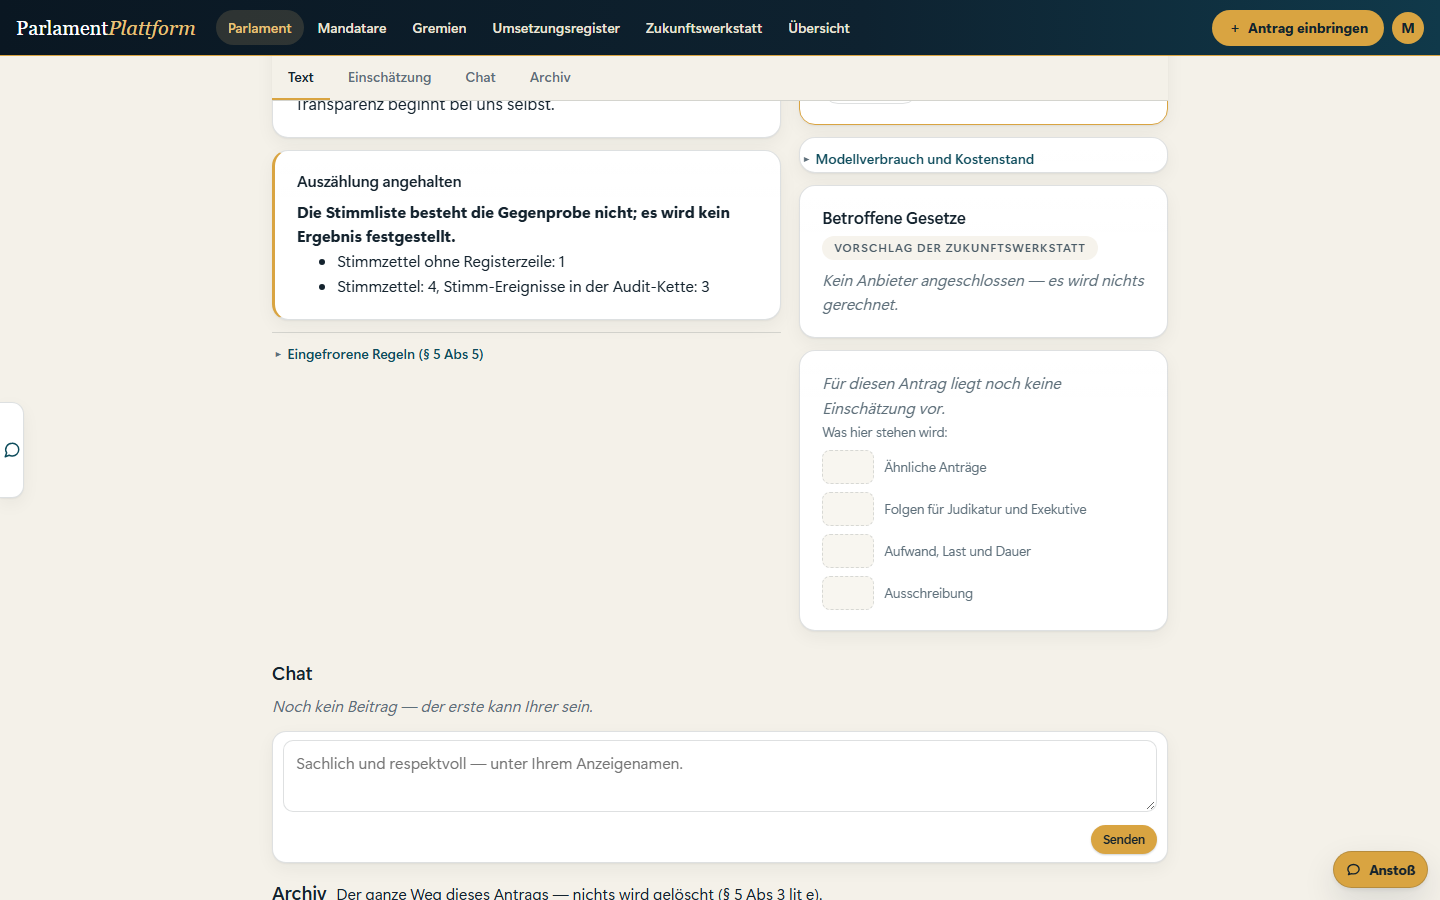 ParlamentPlattform
Parlament
Mandatare
Gremien
Umsetzungsregister
Zukunftswerkstatt
Übersicht
+ Antrag einbringen
M
Text
Einschätzung
Chat
Archiv
Transparenz beginnt bei uns selbst.
Auszählung angehalten
Die Stimmliste besteht die Gegenprobe nicht; es wird kein
Ergebnis festgestellt.
Stimmzettel ohne Registerzeile: 1
Stimmzettel: 4, Stimm-Ereignisse in der Audit-Kette: 3
Eingefrorene Regeln (§ 5 Abs 5)
Modellverbrauch und Kostenstand
Betroffene Gesetze
VORSCHLAG DER ZUKUNFTSWERKSTATT
Kein Anbieter angeschlossen — es wird nichts
gerechnet.
Für diesen Antrag liegt noch keine
Einschätzung vor.
Was hier stehen wird:
Ähnliche Anträge
Folgen für Judikatur und Exekutive
Aufwand, Last und Dauer
Ausschreibung
Chat
Noch kein Beitrag — der erste kann Ihrer sein.
Sachlich und respektvoll — unter Ihrem Anzeigenamen.
Senden
Anstoß
Archiv Der ganze Weg dieses Antrags — nichts wird gelöscht (§ 5 Abs 3 lit e).